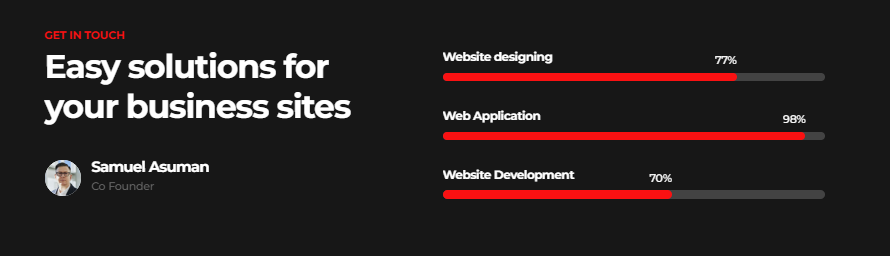 GET IN TOUCH
Easy solutions for
your business sites
Samuel Asuman
Co Founder
Website designing
77%
Web Application
98%
Website Development
70%